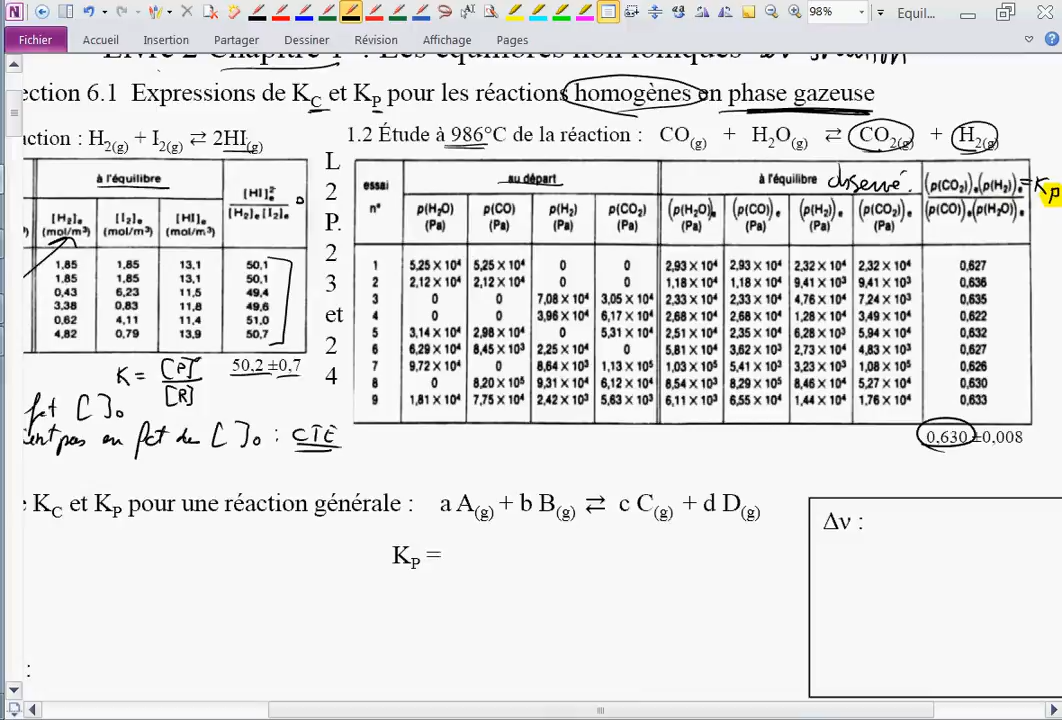 98%
Equil...
Fichier Accueil Insertion Partager Dessiner Révision Affichage Pages
ection 6.1 Expressions de K_C et K_P pour les réactions homogènes en phase gazeuse
ction : H2(g) + I2(g) ⇄ 2HI(g)
1.2 Étude à 986°C de la réaction : CO(g) + H2O(g) ⇄ CO2(g) + H2(g)
à l'équilibre
[HI]²e / [H2]e [I2]e
[H2]e (mol/m³) [I2]e (mol/m³) [HI]e (mol/m³)
1,85 1,85 13,1 50,1
1,85 1,85 13,1 50,1
0,43 6,23 11,5 49,4
3,38 0,83 11,8 49,6
0,62 4,11 11,4 51,0
4,82 0,79 13,9 50,7
50,2 ±0,7
K = [P] / [R]
fct [ ]o
ent pas en fct de [ ]o : CTE
L
2
P.
2
3
et
2
4
essai n° au départ à l'équilibre observé. (p(CO2)e (p(H2)e / (p(CO)e (p(H2O)e = Kp
p(H2O) (Pa) p(CO) (Pa) p(H2) (Pa) p(CO2) (Pa) (p(H2O)e (Pa) (p(CO)e (Pa) (p(H2)e (Pa) (p(CO2)e (Pa)
1 5,25 X 10⁴ 5,25 X 10⁴ 0 0 2,93 X 10⁴ 2,93 X 10⁴ 2,32 X 10⁴ 2,32 X 10⁴ 0,627
2 2,12 X 10⁴ 2,12 X 10⁴ 0 0 1,18 X 10⁴ 1,18 X 10⁴ 9,41 X 10³ 9,41 X 10³ 0,636
3 0 0 7,08 X 10⁴ 3,05 X 10⁴ 2,33 X 10⁴ 2,33 X 10⁴ 4,76 X 10⁴ 7,24 X 10³ 0,635
4 0 0 3,96 X 10⁴ 6,17 X 10⁴ 2,68 X 10⁴ 2,68 X 10⁴ 1,28 X 10⁴ 3,49 X 10⁴ 0,622
5 3,14 X 10⁴ 2,98 X 10⁴ 0 5,31 X 10⁴ 2,51 X 10⁴ 2,35 X 10⁴ 6,28 X 10³ 5,94 X 10⁴ 0,632
6 6,29 X 10⁴ 8,45 X 10³ 2,25 X 10⁴ 0 5,81 X 10⁴ 3,62 X 10³ 2,73 X 10⁴ 4,83 X 10³ 0,627
7 9,72 X 10⁴ 0 8,64 X 10³ 1,13 X 10⁵ 1,03 X 10⁵ 5,41 X 10³ 3,23 X 10³ 1,08 X 10⁵ 0,626
8 0 8,20 X 10⁵ 9,31 X 10⁴ 6,12 X 10⁴ 8,54 X 10³ 8,29 X 10⁵ 8,46 X 10⁴ 5,27 X 10⁴ 0,630
9 1,81 X 10⁴ 7,75 X 10⁴ 2,42 X 10³ 5,63 X 10³ 6,11 X 10³ 6,55 X 10⁴ 1,44 X 10⁴ 1,76 X 10⁴ 0,633
0,630 ±0,008
e K_C et K_P pour une réaction générale : a A(g) + b B(g) ⇄ c C(g) + d D(g)
Δν :
K_P =
: